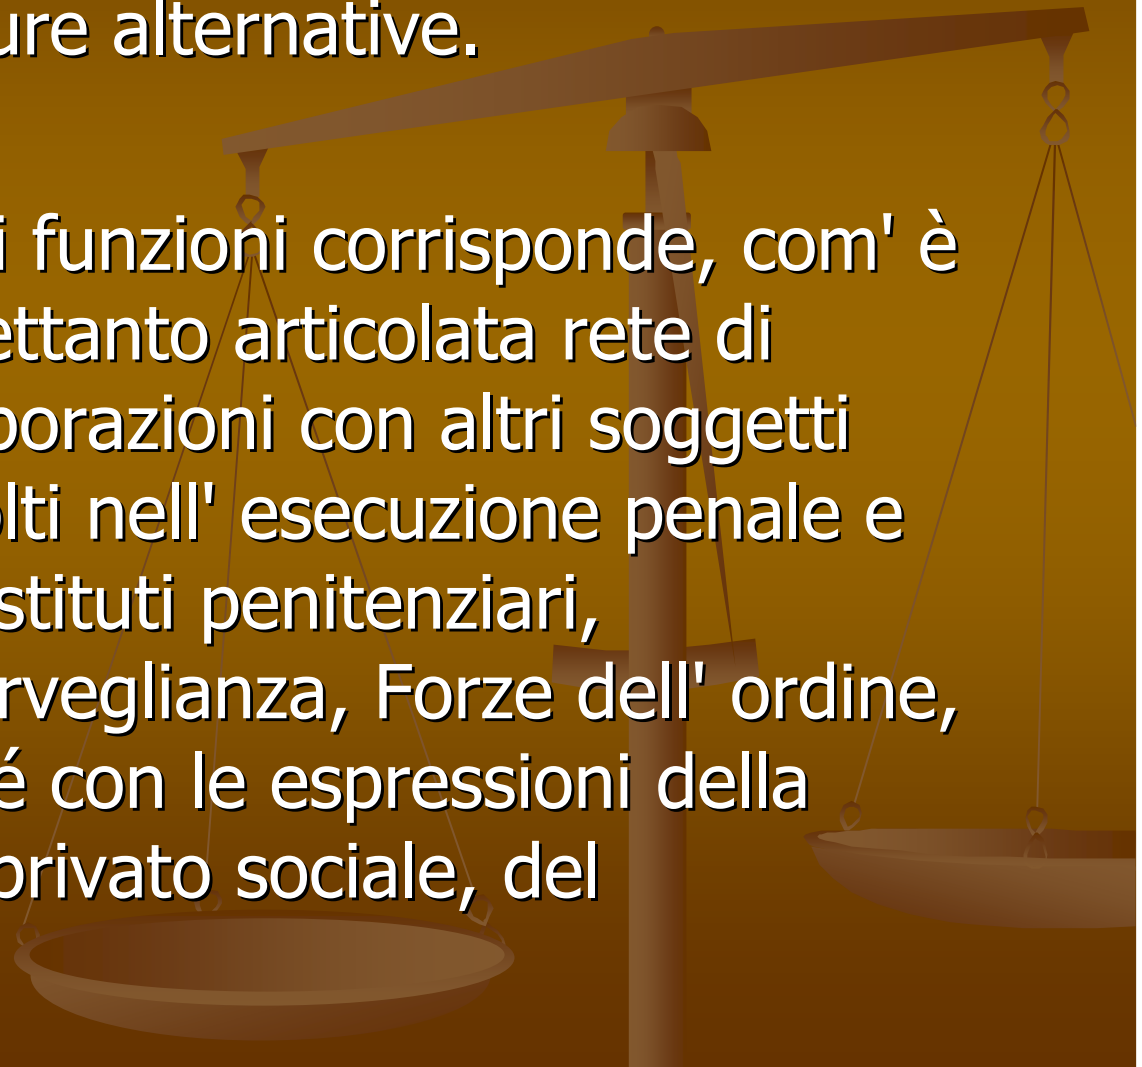 ure alternative.
i funzioni corrisponde, com' è
ettanto articolata rete di
borazioni con altri soggetti
olti nell' esecuzione penale e
stituti penitenziari,
rveglianza, Forze dell' ordine,
é con le espressioni della
privato sociale, del